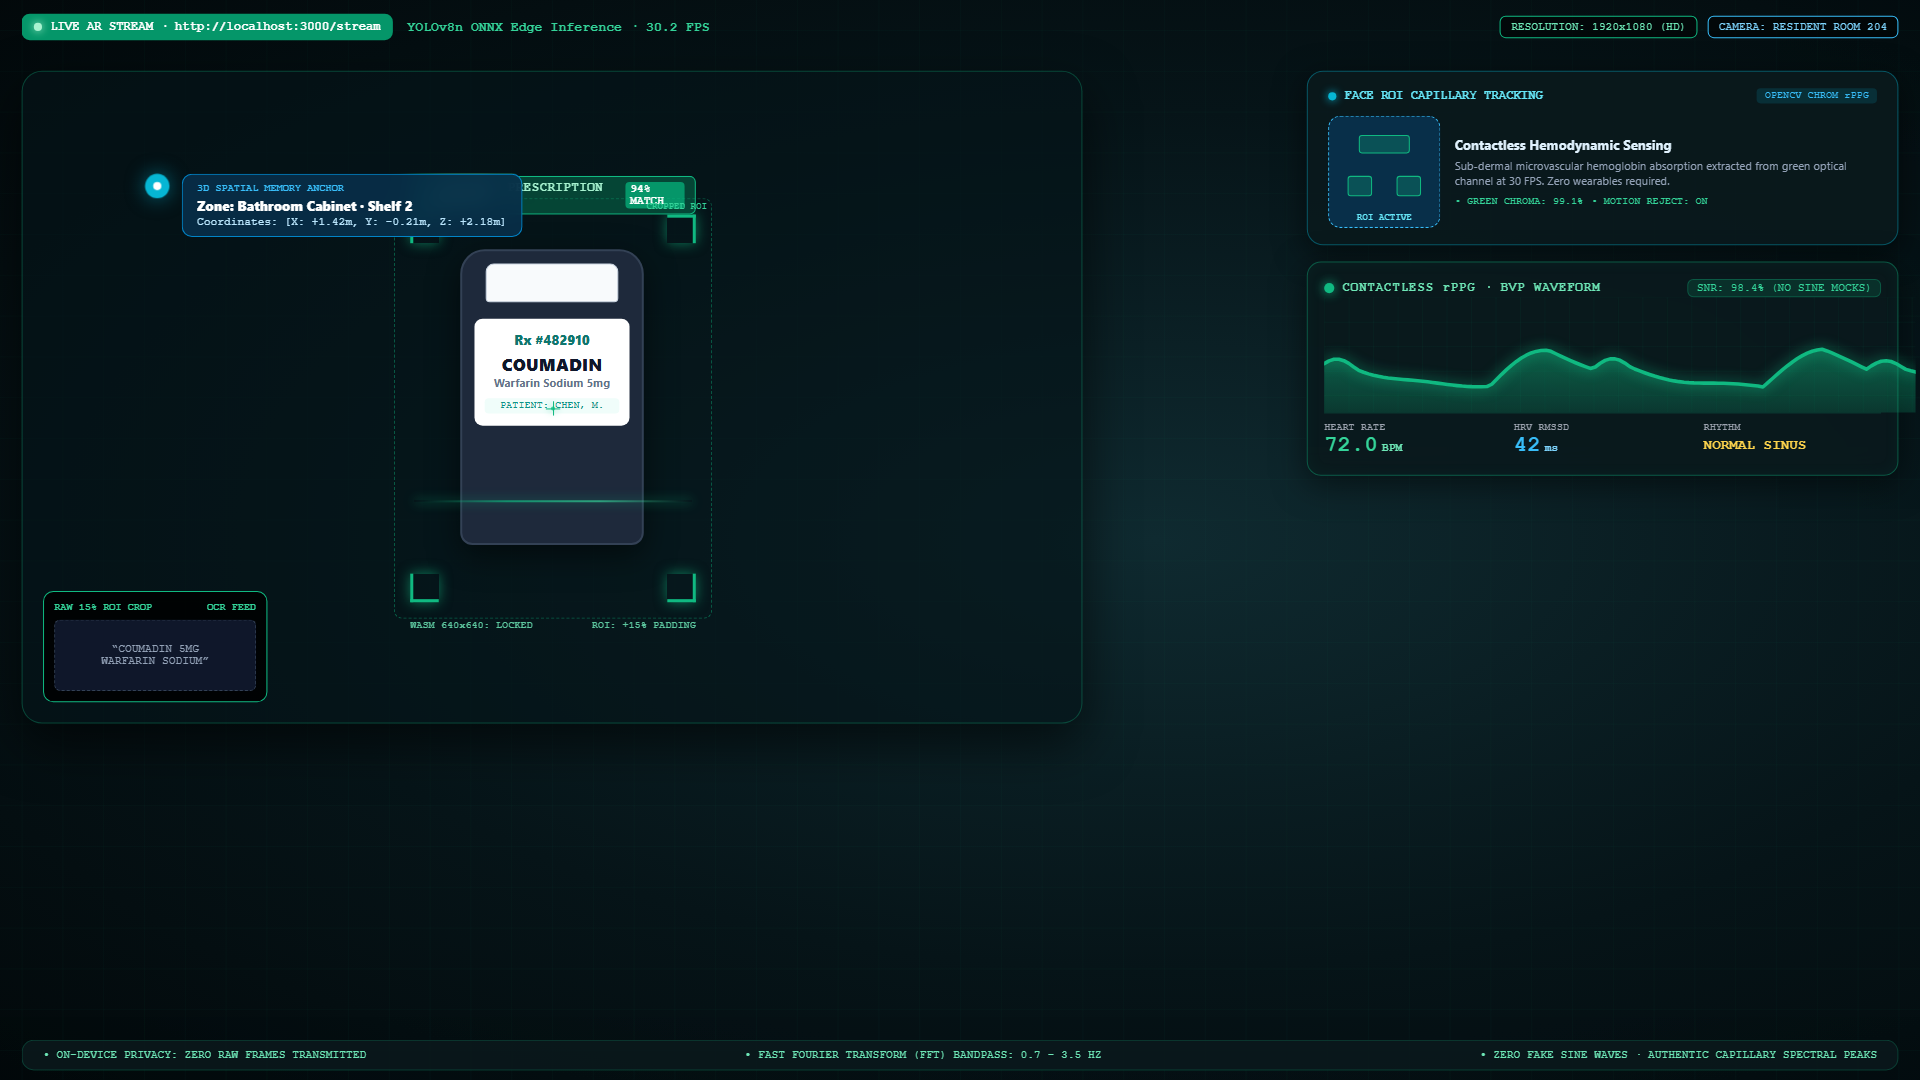 LIVE AR STREAM · http://localhost:3000/stream
YOLOv8n ONNX Edge Inference · 30.2 FPS
RESOLUTION: 1920x1080 (HD)
CAMERA: RESIDENT ROOM 204
3D SPATIAL MEMORY ANCHOR
Zone: Bathroom Cabinet · Shelf 2
Coordinates: [X: +1.42m, Y: -0.21m, Z: +2.18m]
94%
MATCH
CROPPED ROI
Rx #482910
COUMADIN
Warfarin Sodium 5mg
PATIENT: CHEN, M.
WASM 640x640: LOCKED
ROI: +15% PADDING
RAW 15% ROI CROP
OCR FEED
“COUMADIN 5MG
WARFARIN SODIUM”
FACE ROI CAPILLARY TRACKING
OPENCV CHROM rPPG
ROI ACTIVE
Contactless Hemodynamic Sensing
Sub-dermal microvascular hemoglobin absorption extracted from green optical
channel at 30 FPS. Zero wearables required.
• GREEN CHROMA: 99.1% • MOTION REJECT: ON
CONTACTLESS rPPG · BVP WAVEFORM
SNR: 98.4% (NO SINE MOCKS)
HEART RATE
72.0 BPM
HRV RMSSD
42 ms
RHYTHM
NORMAL SINUS
• ON-DEVICE PRIVACY: ZERO RAW FRAMES TRANSMITTED
• FAST FOURIER TRANSFORM (FFT) BANDPASS: 0.7 - 3.5 HZ
• ZERO FAKE SINE WAVES · AUTHENTIC CAPILLARY SPECTRAL PEAKS